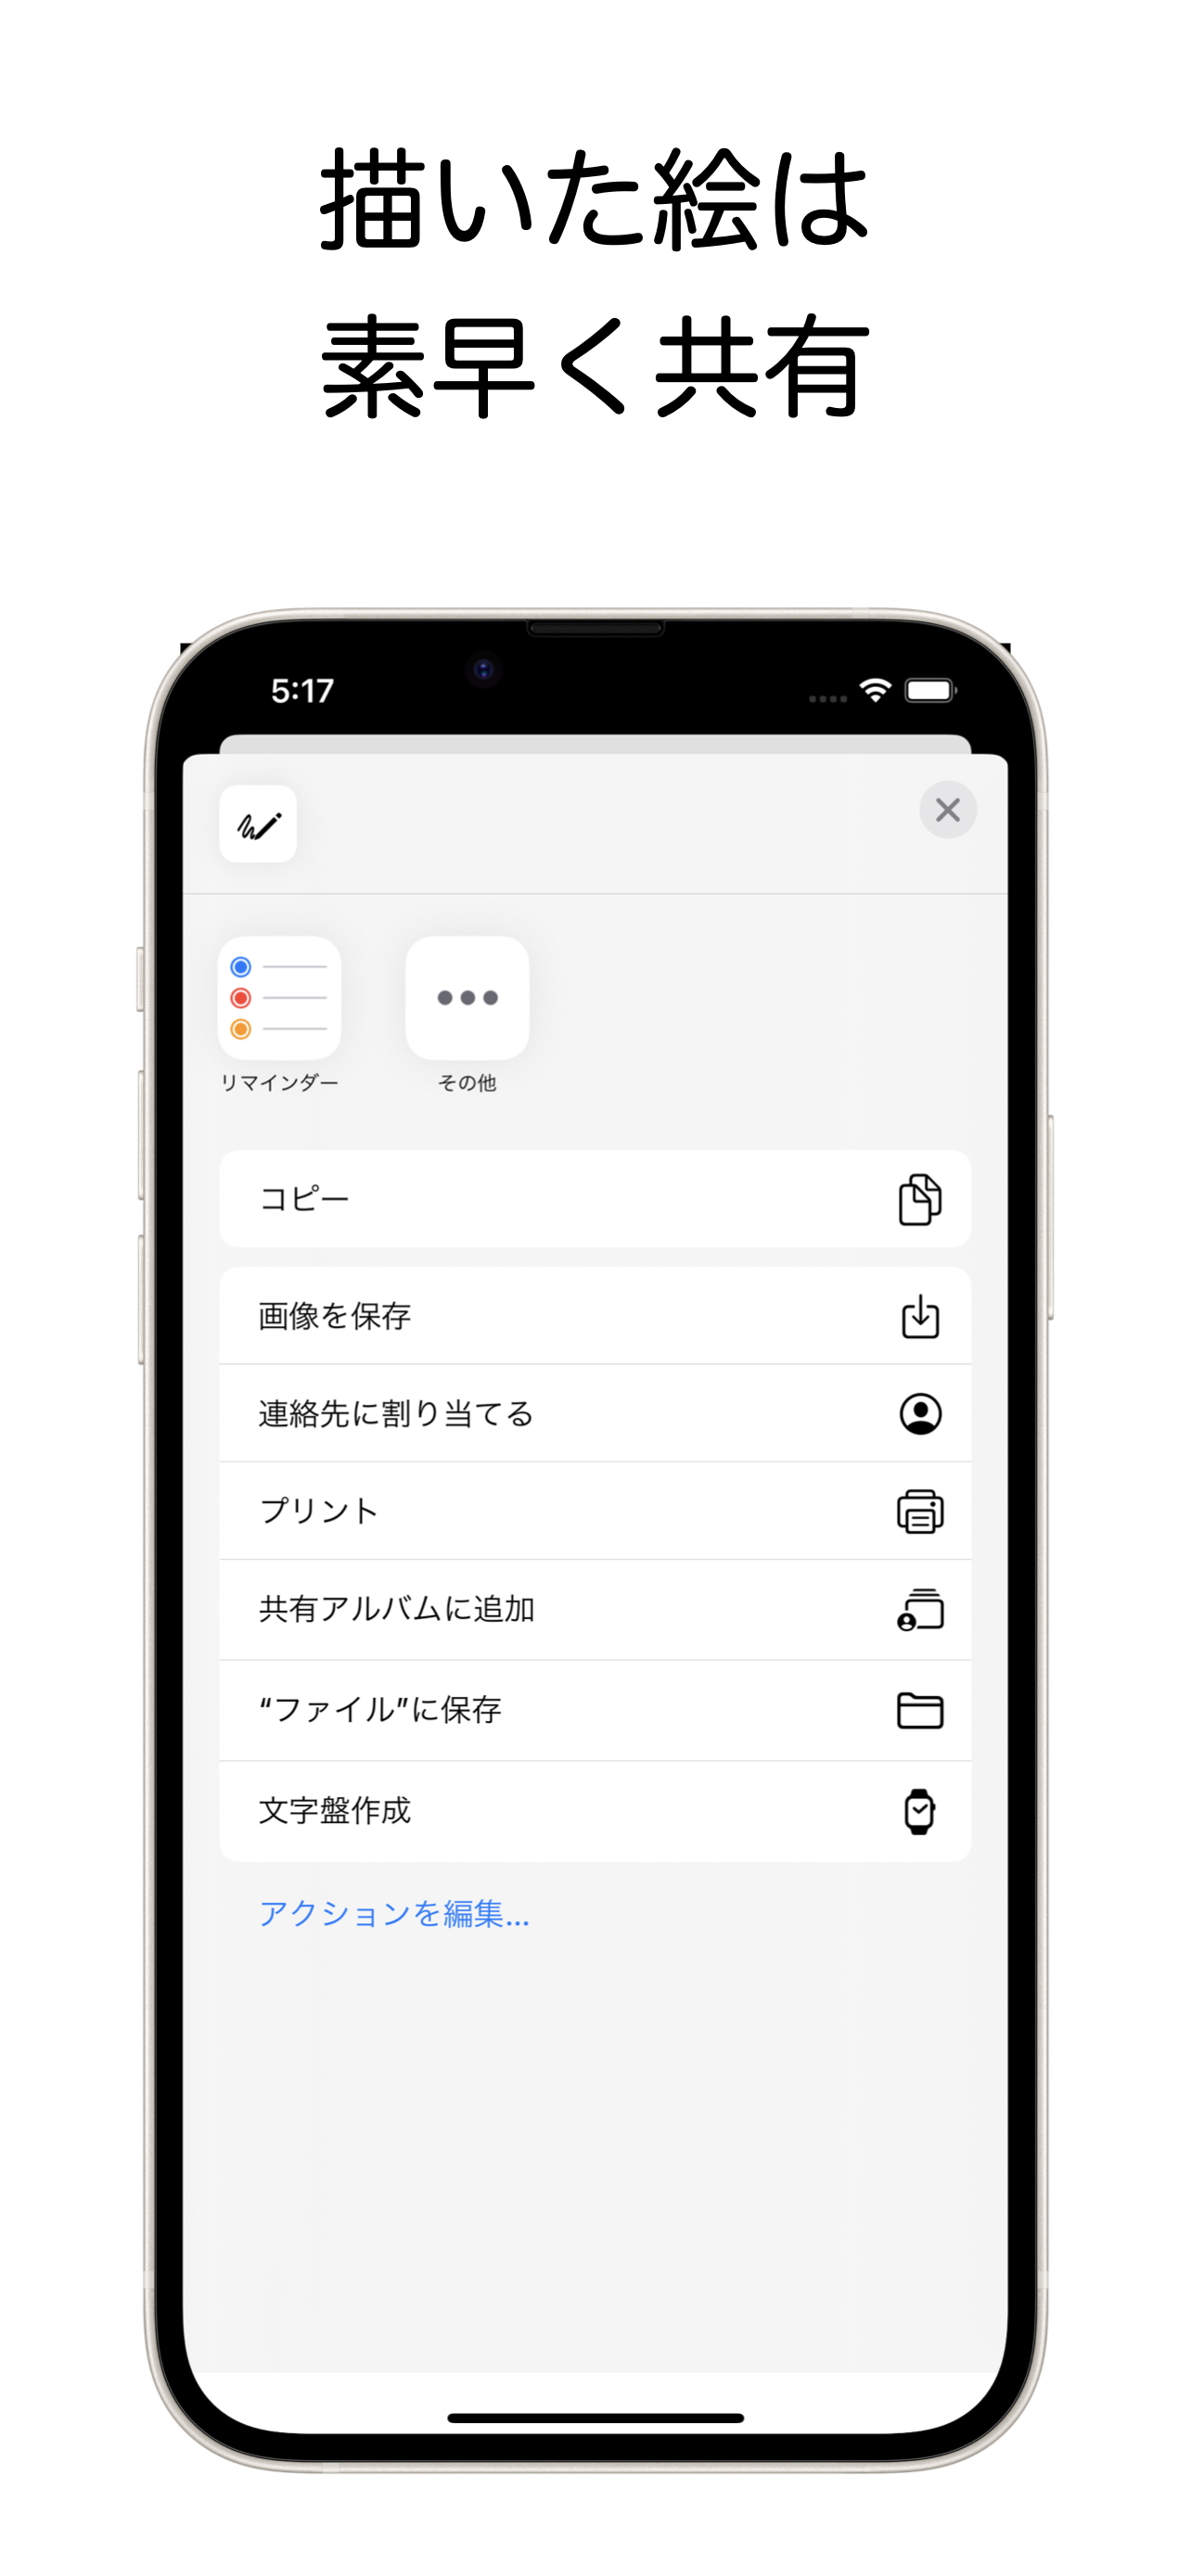 描いた絵は
素早く共有
5:17
リマインダー
その他
コピー
画像を保存
連絡先に割り当てる
プリント
共有アルバムに追加
“ファイル”に保存
文字盤作成
アクションを編集...